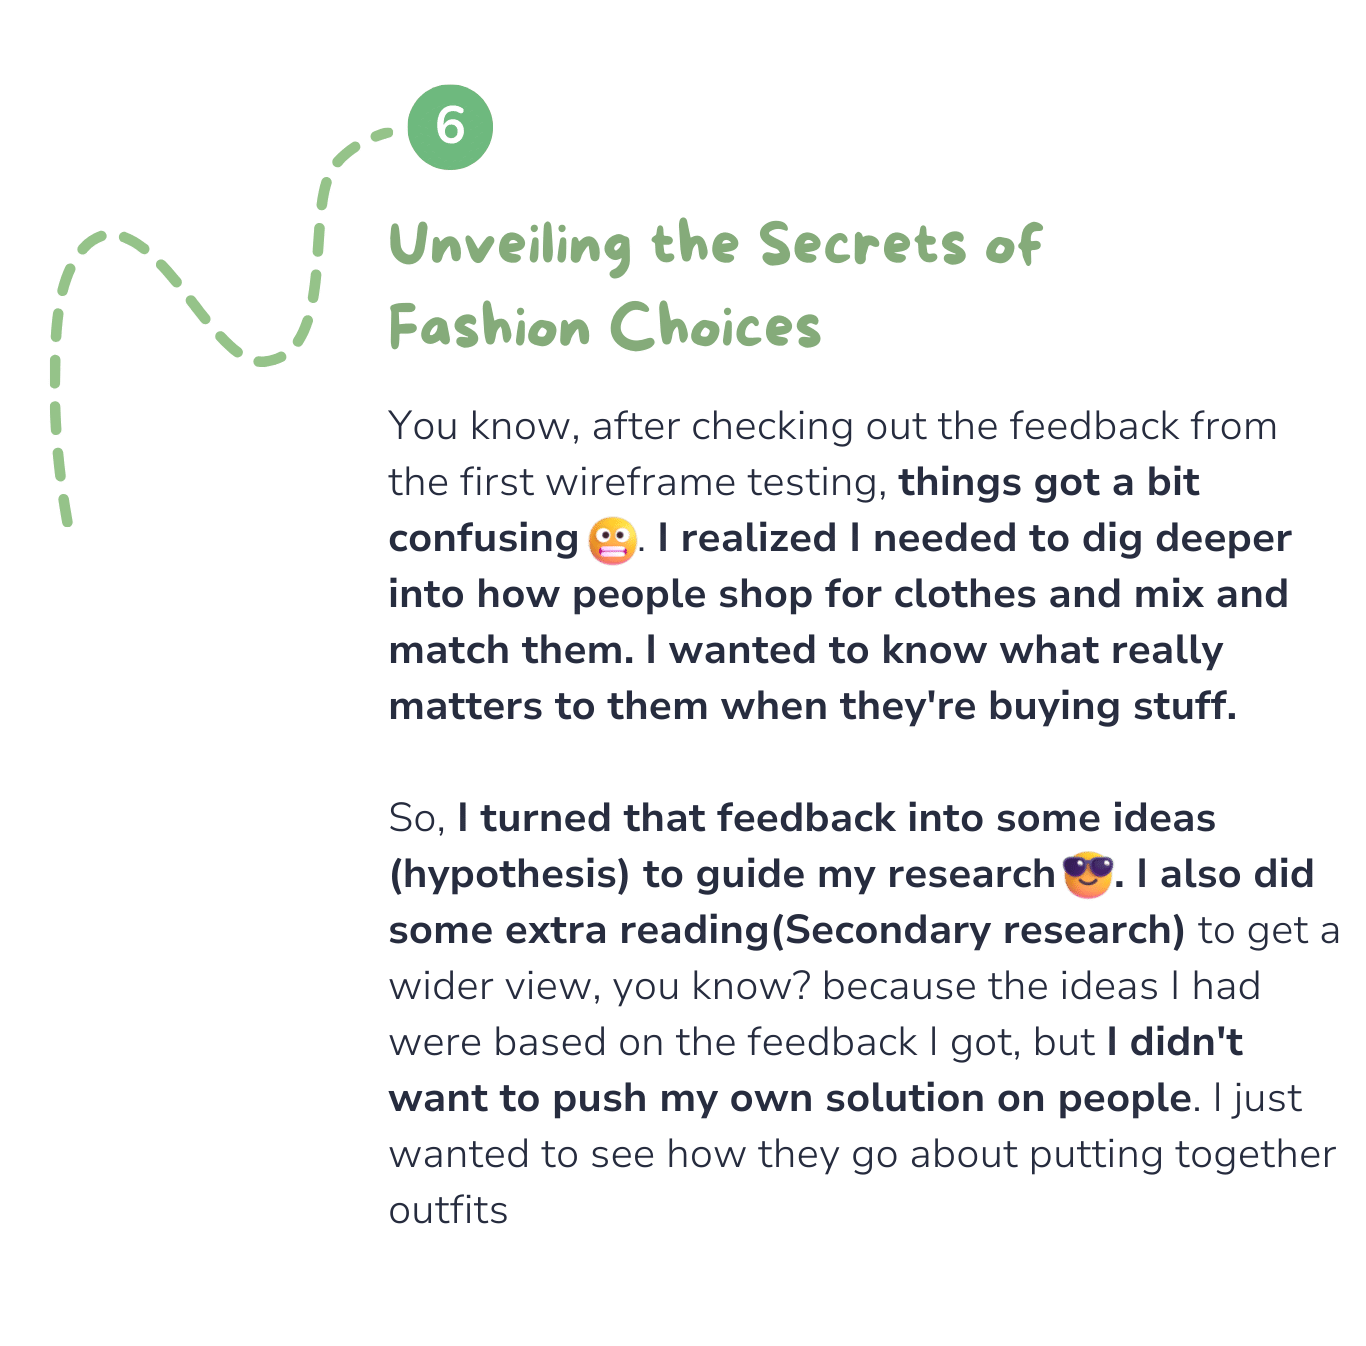 6
Unveiling the Secrets of
Fashion Choices
You know, after checking out the feedback from
the first wireframe testing, things got a bit
confusing 😬. I realized I needed to dig deeper
into how people shop for clothes and mix and
match them. I wanted to know what really
matters to them when they're buying stuff.
So, I turned that feedback into some ideas
(hypothesis) to guide my research😎. I also did
some extra reading(Secondary research) to get a
wider view, you know? because the ideas I had
were based on the feedback I got, but I didn't
want to push my own solution on people. I just
wanted to see how they go about putting together
outfits